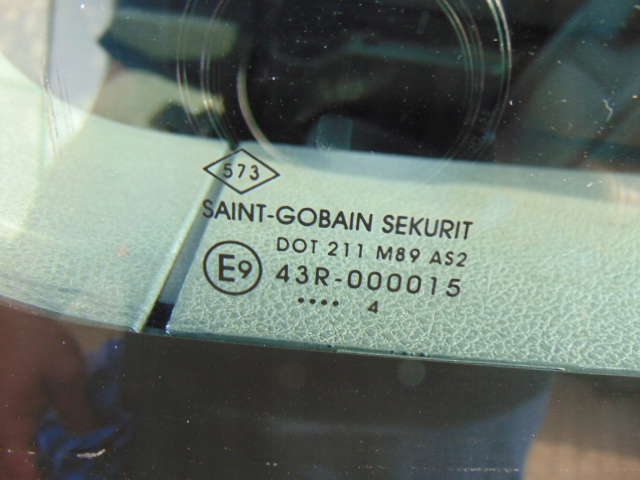 573
SAINT-GOBAIN SEKURIT
DOT 211 M89 AS2
E9 43R-000015
•••• 4